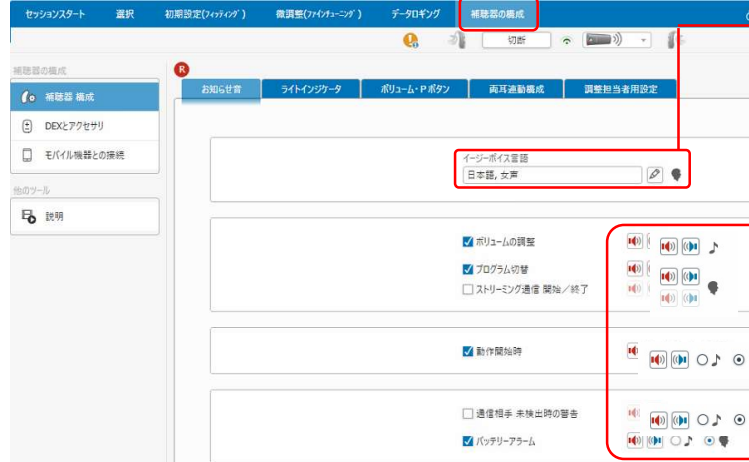 セッションスタート 選択 初期設定(フィッティング) 微調整(ファインチューニング) データロギング 補聴器の構成
切断
補聴器の構成
R
補聴器 構成
お知らせ音 ライトインジケータ ボリューム・Pボタン 両耳連動構成 調整担当者用設定
DEXとアクセサリ
モバイル機器との接続
イージーボイス言語
日本語, 女声
他のツール
説明
ボリュームの調整
プログラム切替
ストリーミング通信 開始／終了
動作開始時
通信相手 未検出時の警告
バッテリーアラーム